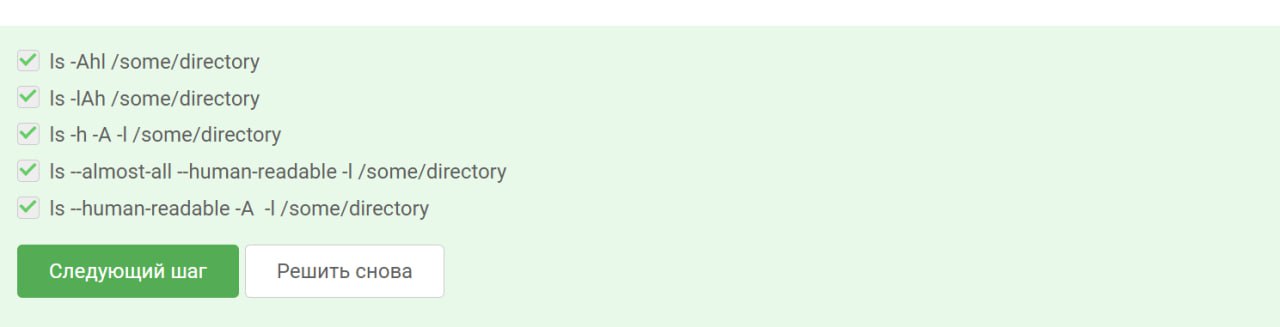 ls -Ahl /some/directory
ls -lAh /some/directory
ls -h -A -l /some/directory
ls --almost-all --human-readable -l /some/directory
ls --human-readable -A  -l /some/directory
Следующий шаг Решить снова